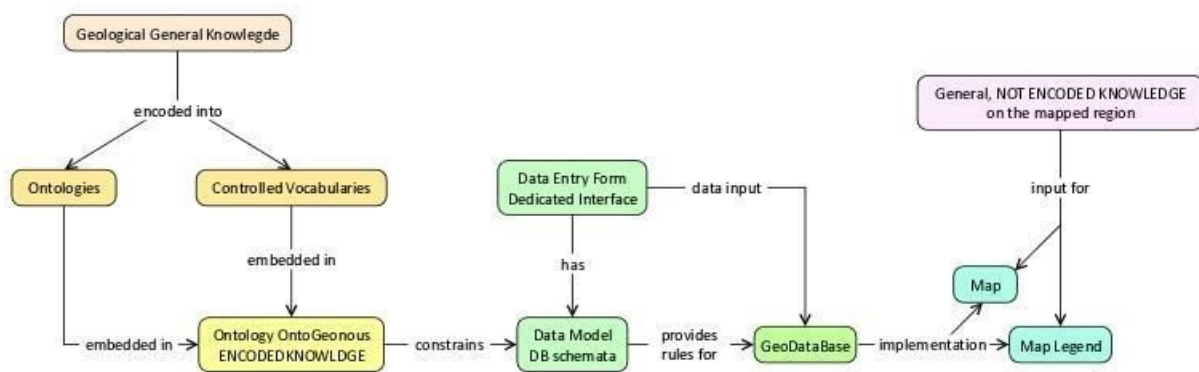 Geological General Knowlegde
encoded into
Ontologies
Controlled Vocabularies
embedded in
embedded in
Ontology OntoGeonous
ENCODEDKNOWLDGE
constrains
Data Entry Form
Dedicated Interface
data input
has
Data Model
DB schemata
provides
rules for
GeoDataBase
implementation
General, NOT ENCODED KNOWLEDGE
on the mapped region
input for
Map
Map Legend